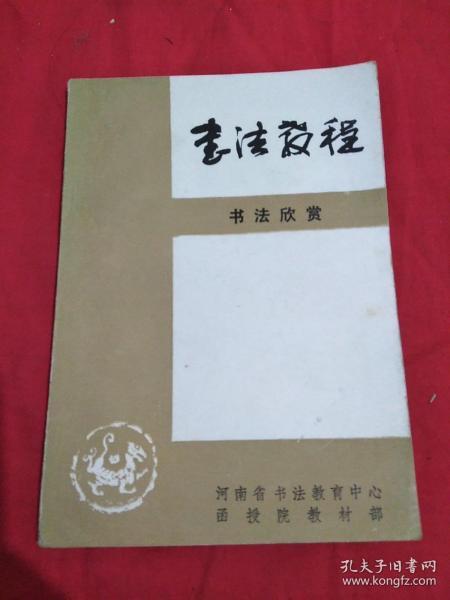 书法教程
书法欣赏
河南省书法教育中心
函授院教材部
孔夫子旧书网
www.kongfz.com